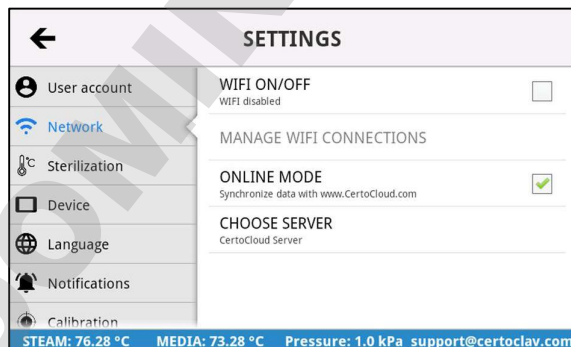 SETTINGS
User account
Network
Sterilization
Device
Language
Notifications
Calibration
WIFI ON/OFF
WIFI disabled
MANAGE WIFI CONNECTIONS
ONLINE MODE
Synchronize data with www.CertoCloud.com
CHOOSE SERVER
CertoCloud Server
STEAM: 76.28 °C MEDIA: 73.28 °C Pressure: 1.0 kPa support@certoclav.com